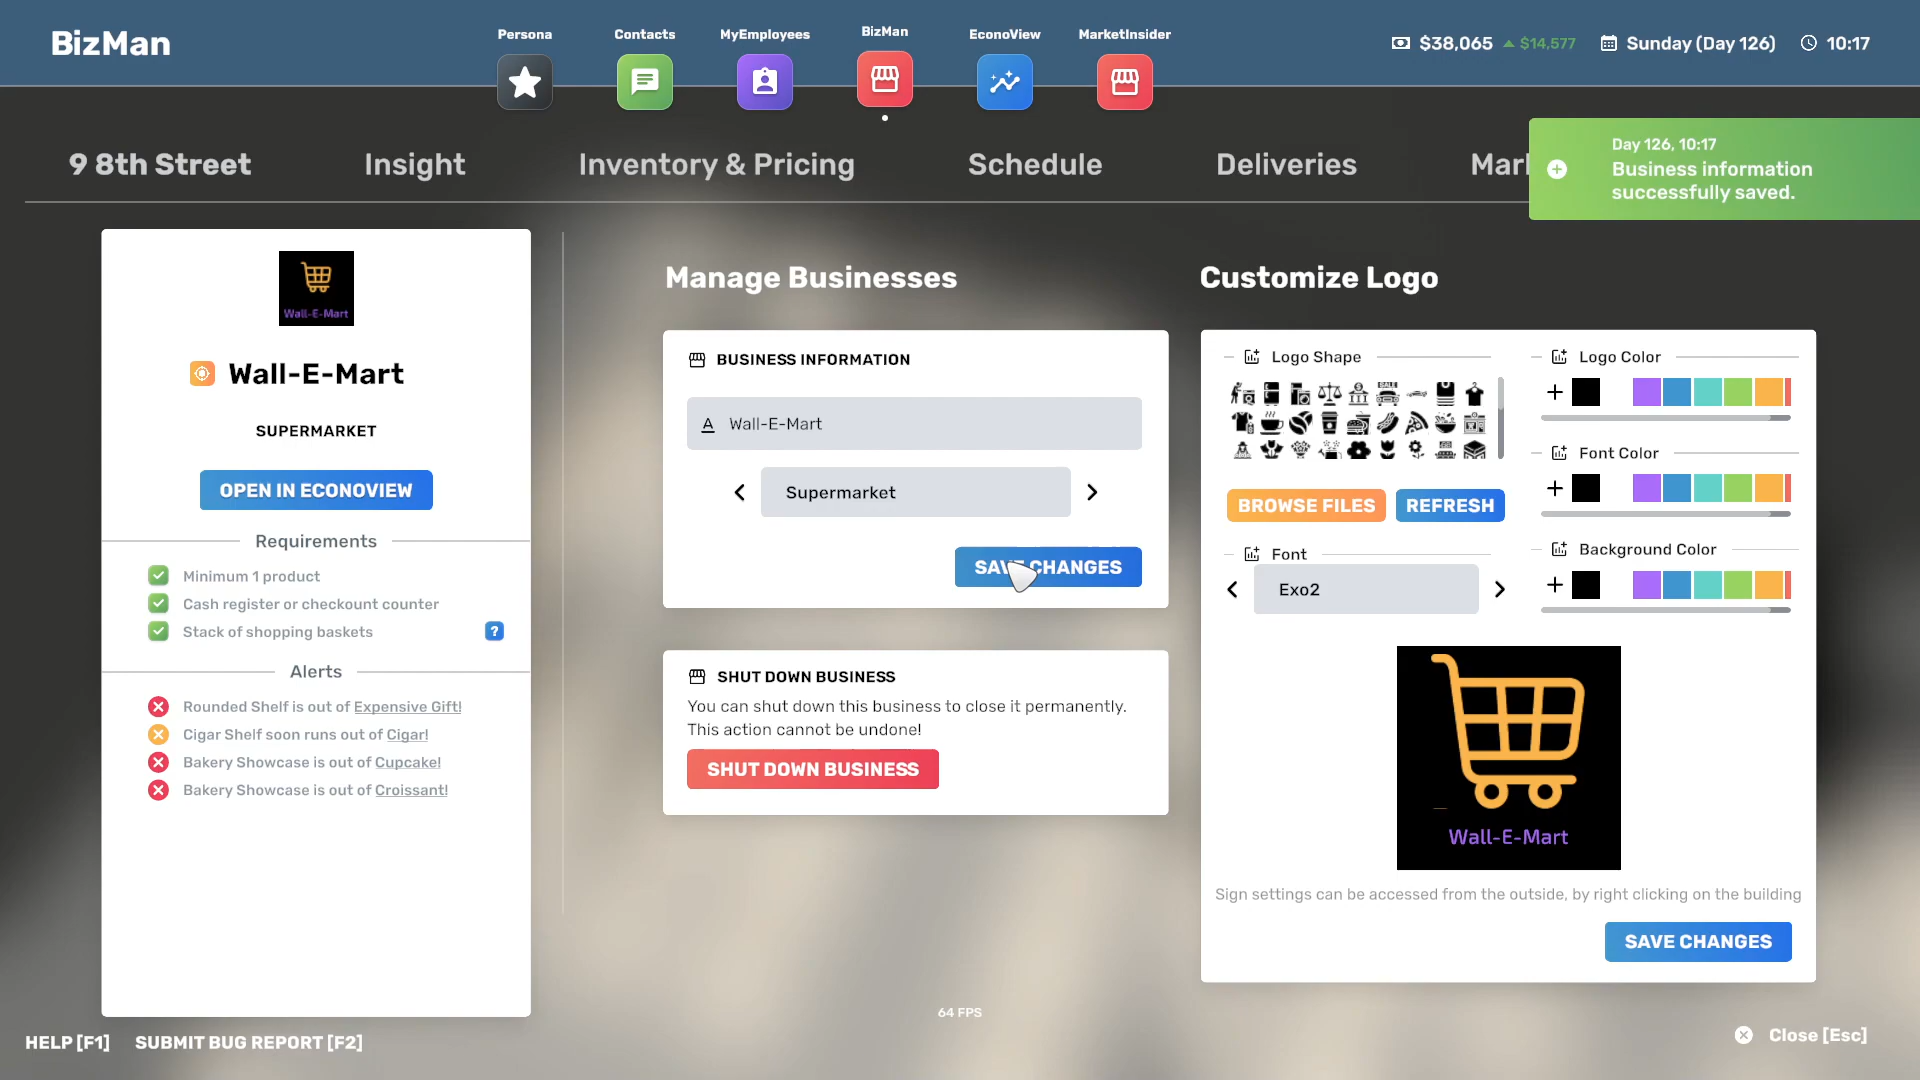 BizMan
Persona
Contacts
MyEmployees
BizMan
EconoView
MarketInsider
$38,065
$14,577
Sunday (Day 126)
10:17
9 8th Street
Insight
Inventory & Pricing
Schedule
Deliveries
Day 126, 10:17
Business information
successfully saved.
Wall-E-Mart
Wall-E-Mart
SUPERMARKET
OPEN IN ECONOVIEW
Requirements
Minimum 1 product
Cash register or checkount counter
Stack of shopping baskets
?
Alerts
Rounded Shelf is out of Expensive Gift!
Cigar Shelf soon runs out of Cigar!
Bakery Showcase is out of Cupcake!
Bakery Showcase is out of Croissant!
Manage Businesses
BUSINESS INFORMATION
Wall-E-Mart
Supermarket
SAVE CHANGES
SHUT DOWN BUSINESS
You can shut down this business to close it permanently.
This action cannot be undone!
SHUT DOWN BUSINESS
Customize Logo
Logo Shape
BROWSE FILES
REFRESH
Font
Exo2
Logo Color
Font Color
Background Color
Wall-E-Mart
Sign settings can be accessed from the outside, by right clicking on the building
SAVE CHANGES
64 FPS
HELP [F1]
SUBMIT BUG REPORT [F2]
Close [Esc]